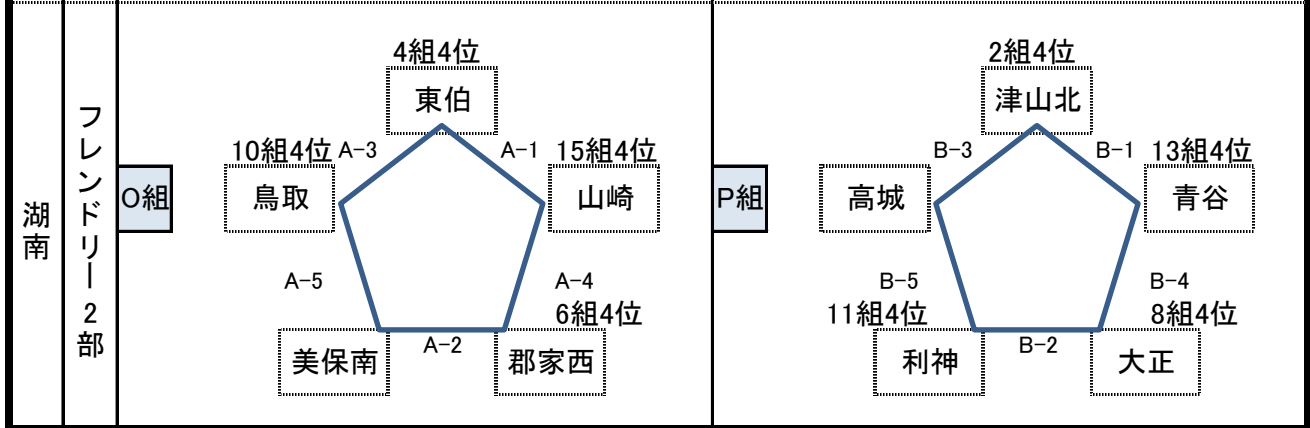 湖南
フレンドリー2部
O組
4組4位
東伯
10組4位
A-3
A-1
15組4位
鳥取
山崎
A-5
A-4
6組4位
美保南
A-2
郡家西
P組
2組4位
津山北
B-3
B-1
13組4位
高城
青谷
B-5
B-4
11組4位
8組4位
利神
B-2
大正